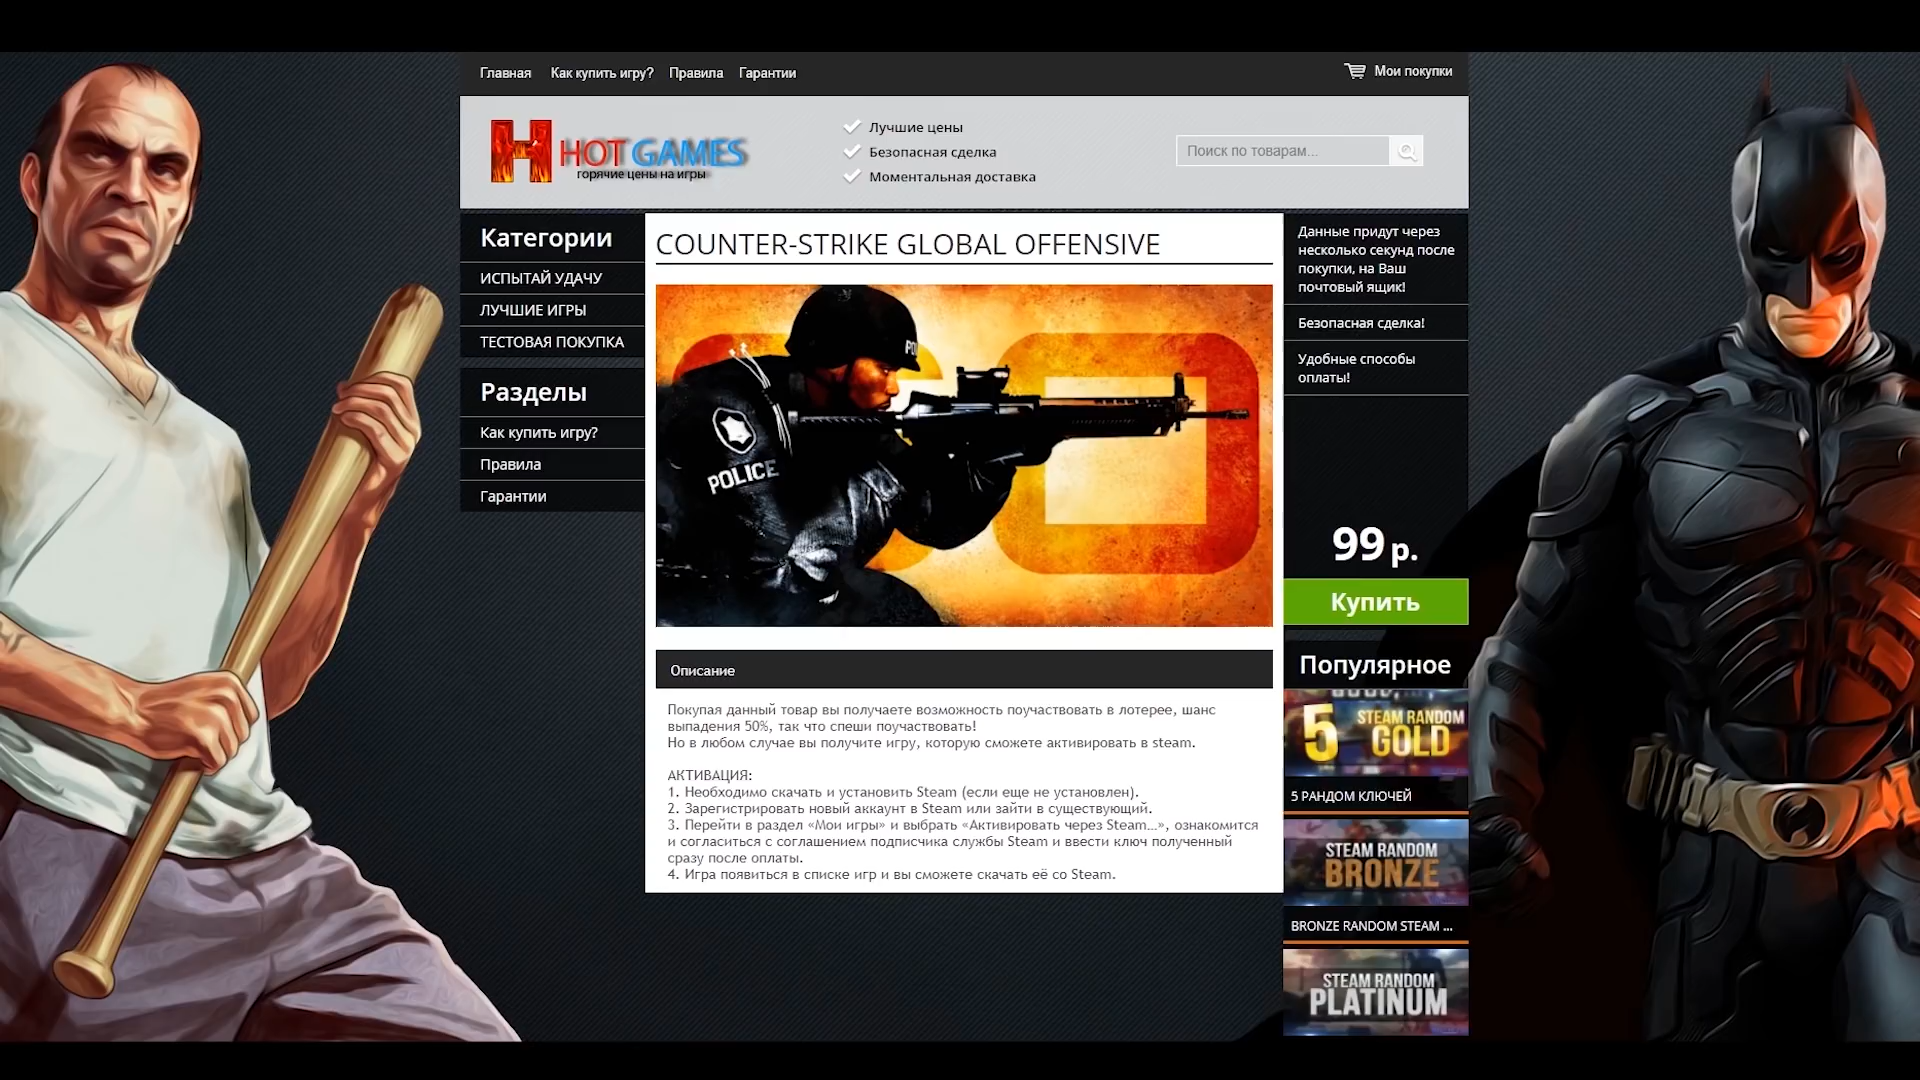 Главная Как купить игру? Правила Гарантии
Мои покупки
HOT GAMES
горячие цены на игры
Лучшие цены
Безопасная сделка
Моментальная доставка
Поиск по товарам...
Категории
ИСПЫТАЙ УДАЧУ
ЛУЧШИЕ ИГРЫ
ТЕСТОВАЯ ПОКУПКА
Разделы
Как купить игру?
Правила
Гарантии
COUNTER-STRIKE GLOBAL OFFENSIVE
POLICE
Описание
Покупая данный товар вы получаете возможность поучаствовать в лотерее, шанс
выпадения 50%, так что спеши поучаствовать!
Но в любом случае вы получите игру, которую сможете активировать в steam.
АКТИВАЦИЯ:
1. Необходимо скачать и установить Steam (если еще не установлен).
2. Зарегистрировать новый аккаунт в Steam или зайти в существующий.
3. Перейти в раздел «Мои игры» и выбрать «Активировать через Steam...», ознакомится
и согласиться с соглашением подписчика службы Steam и ввести ключ полученный
сразу после оплаты.
4. Игра появиться в списке игр и вы сможете скачать её со Steam.
Данные придут через
несколько секунд после
покупки, на Ваш
почтовый ящик!
Безопасная сделка!
Удобные способы
оплаты!
99 р.
Купить
Популярное
5 STEAM RANDOM
GOLD
5 РАНДОМ КЛЮЧЕЙ
STEAM RANDOM
BRONZE
BRONZE RANDOM STEAM ...
STEAM RANDOM
PLATINUM